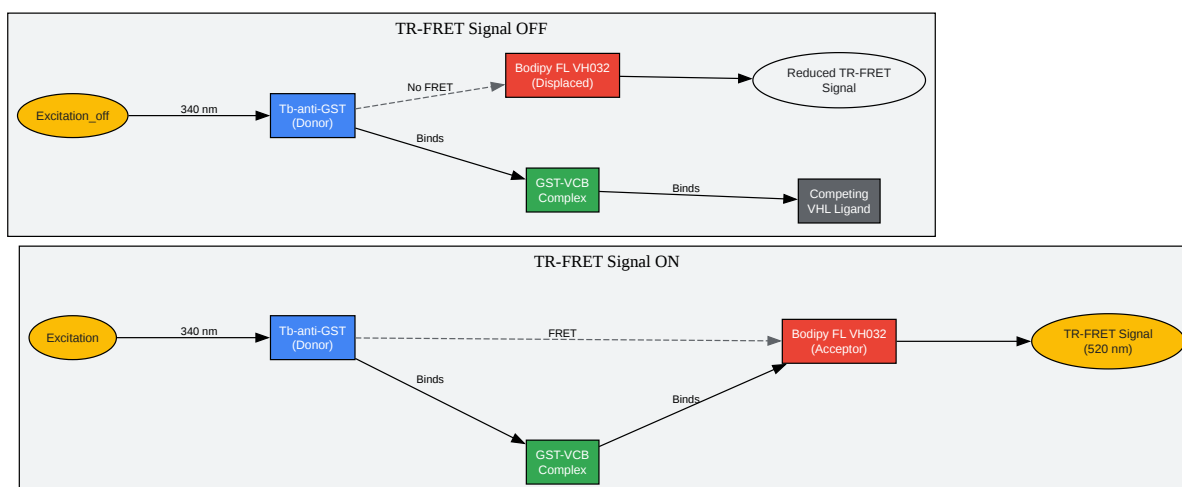 TR-FRET Signal OFF
Excitation_off
340 nm
Tb-anti-GST
(Donor)
No FRET
Bodipy FL VH032
(Displaced)
Reduced TR-FRET
Signal
Binds
GST-VCB
Complex
Binds
Competing
VHL Ligand
TR-FRET Signal ON
Excitation
340 nm
Tb-anti-GST
(Donor)
FRET
Bodipy FL VH032
(Acceptor)
TR-FRET Signal
(520 nm)
Binds
GST-VCB
Complex
Binds